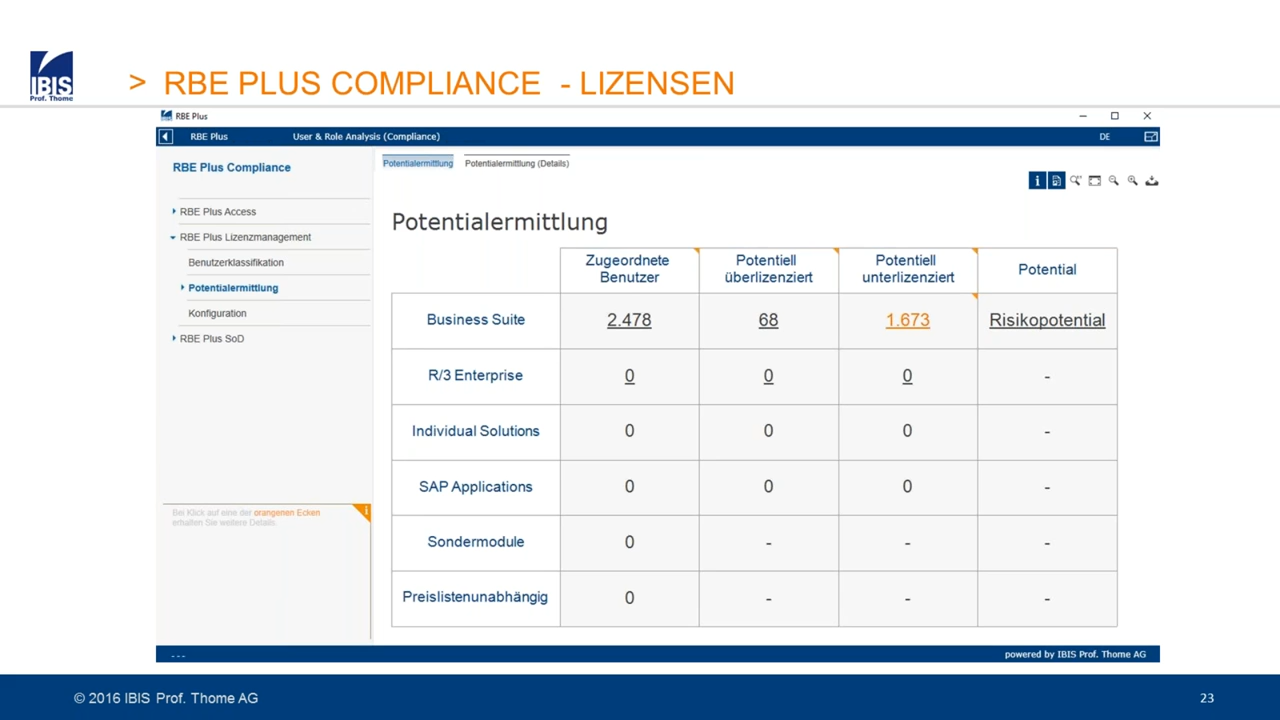 IBIS
Prof. Thome
> RBE PLUS COMPLIANCE - LIZENSEN
RBE Plus
RBE Plus User & Role Analysis (Compliance) DE
RBE Plus Compliance
RBE Plus Access
RBE Plus Lizenzmanagement
Benutzerklassifikation
Potentialermittlung
Konfiguration
RBE Plus SoD
Bei Klick auf eine der orangenen Ecken
erhalten Sie weitere Details.
i
Potentialermittlung Potentialermittlung (Details)
Potentialermittlung
Zugeordnete Benutzer Potentiell überlizenziert Potentiell unterlizenziert Potential
Business Suite 2.478 68 1.673 Risikopotential
R/3 Enterprise 0 0 0 -
Individual Solutions 0 0 0 -
SAP Applications 0 0 0 -
Sondermodule 0 - - -
Preislistenunabhängig 0 - - -
--- powered by IBIS Prof. Thome AG
© 2016 IBIS Prof. Thome AG 23